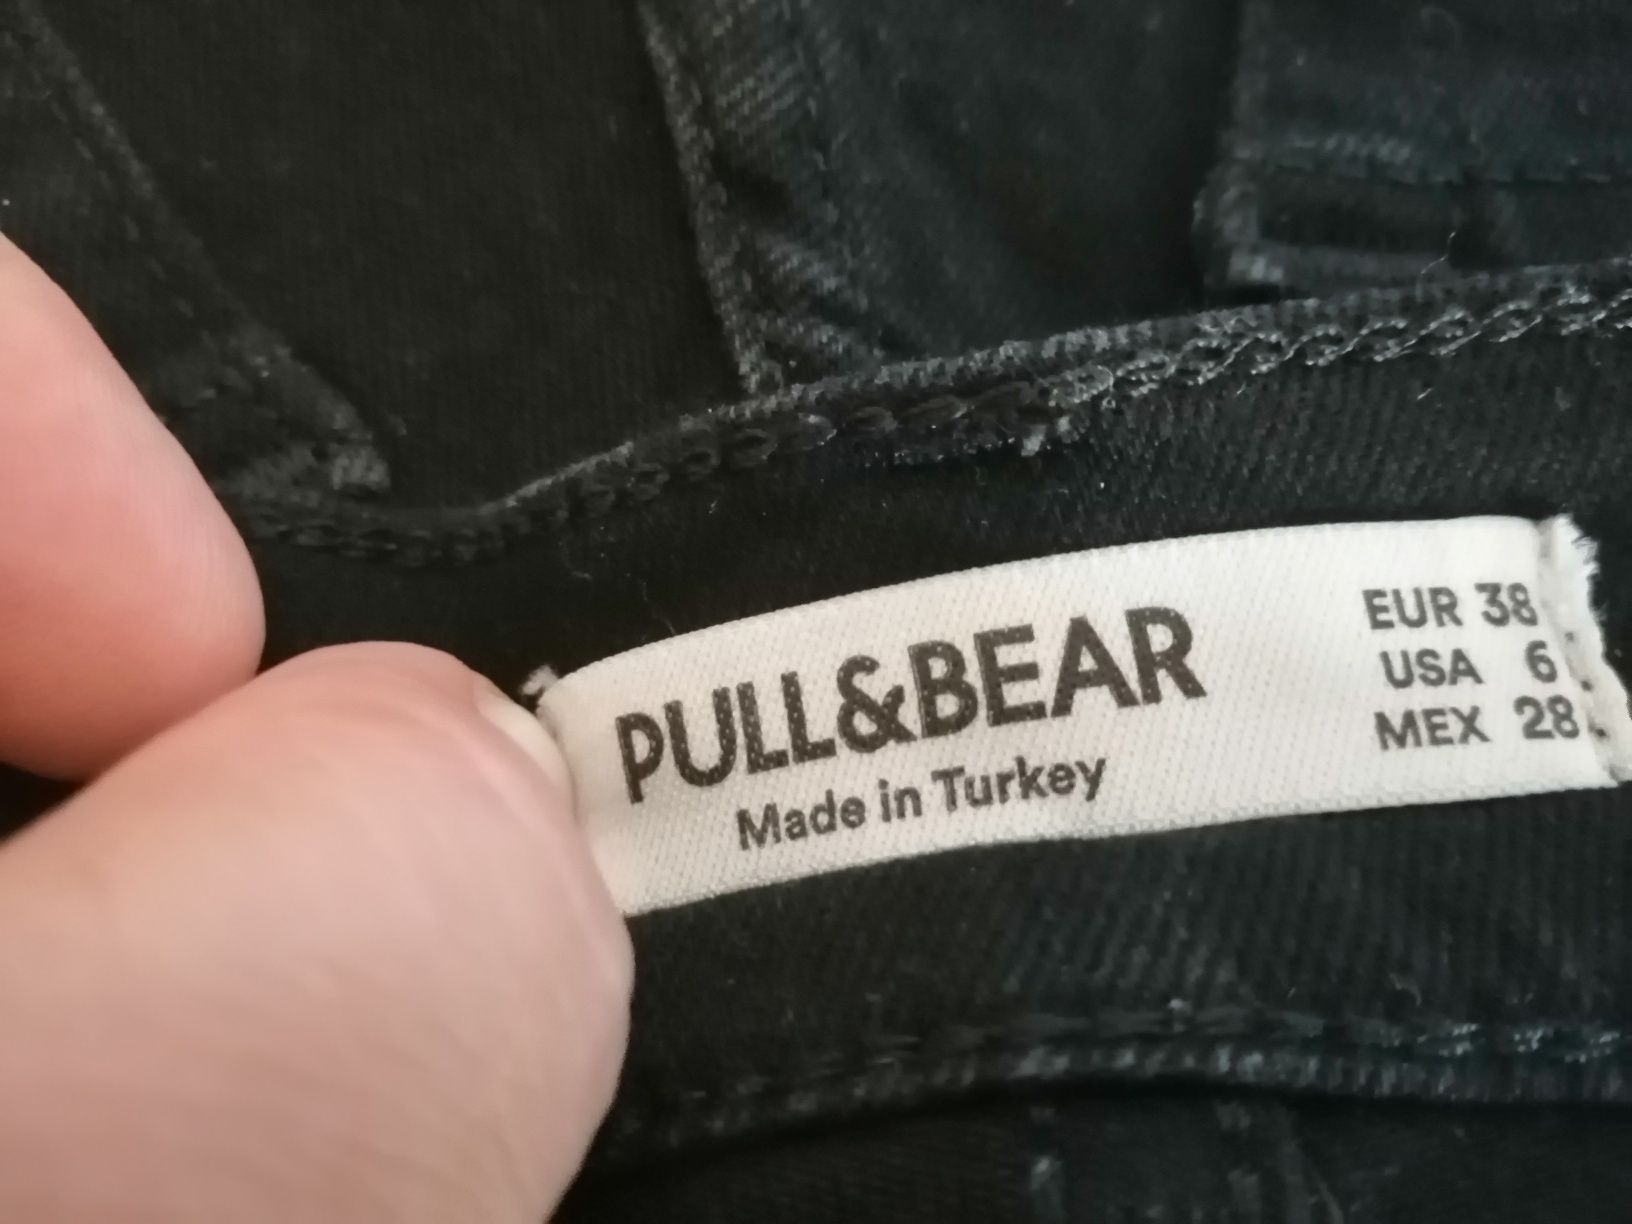 PULL&BEAR
Made in Turkey
EUR 38
USA 6
MEX 28